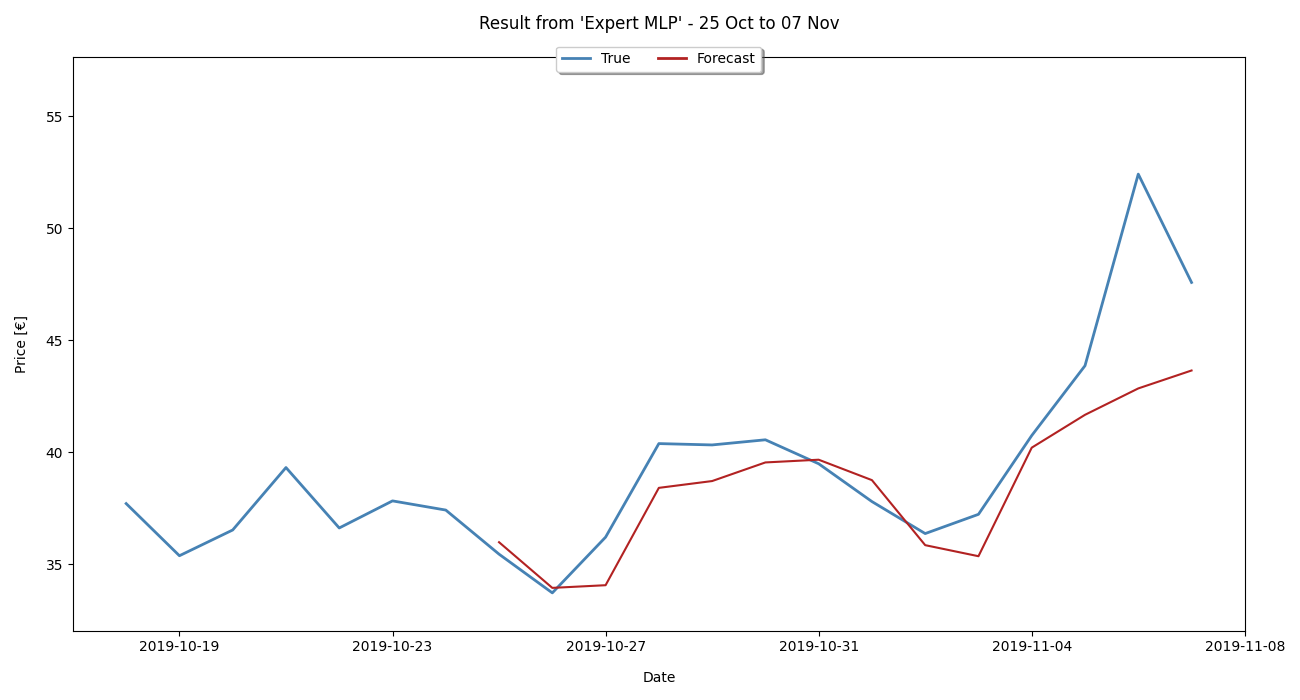 Result from 'Expert MLP' - 25 Oct to 07 Nov
True
Forecast
Price [€]
55
50
45
40
35
2019-10-19
2019-10-23
2019-10-27
2019-10-31
2019-11-04
2019-11-08
Date